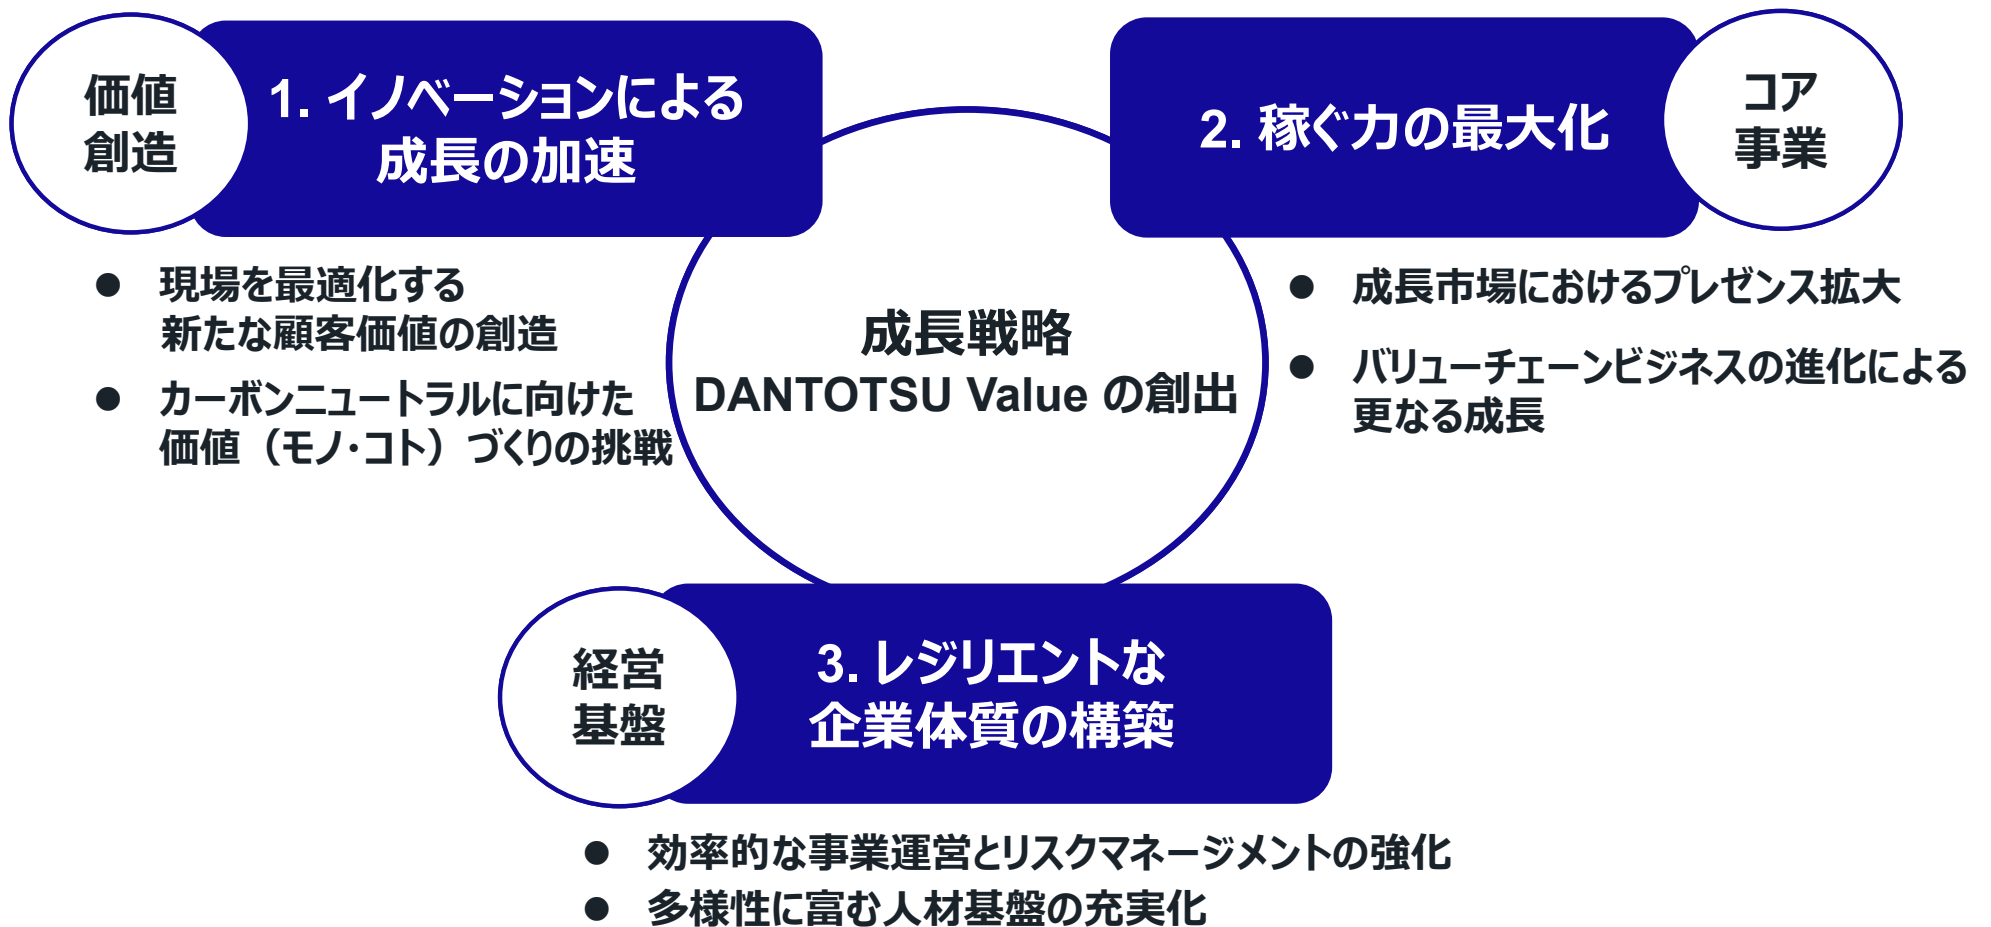 価値
創造
1. イノベーションによる
成長の加速
2. 稼ぐ力の最大化
コア
事業
● 現場を最適化する
新たな顧客価値の創造
● カーボンニュートラルに向けた
価値（モノ・コト）づくりの挑戦
成長戦略
DANTOTSU Value の創出
● 成長市場におけるプレゼンス拡大
● バリューチェーンビジネスの進化による
更なる成長
経営
基盤
3. レジリエントな
企業体質の構築
● 効率的な事業運営とリスクマネージメントの強化
● 多様性に富む人材基盤の充実化